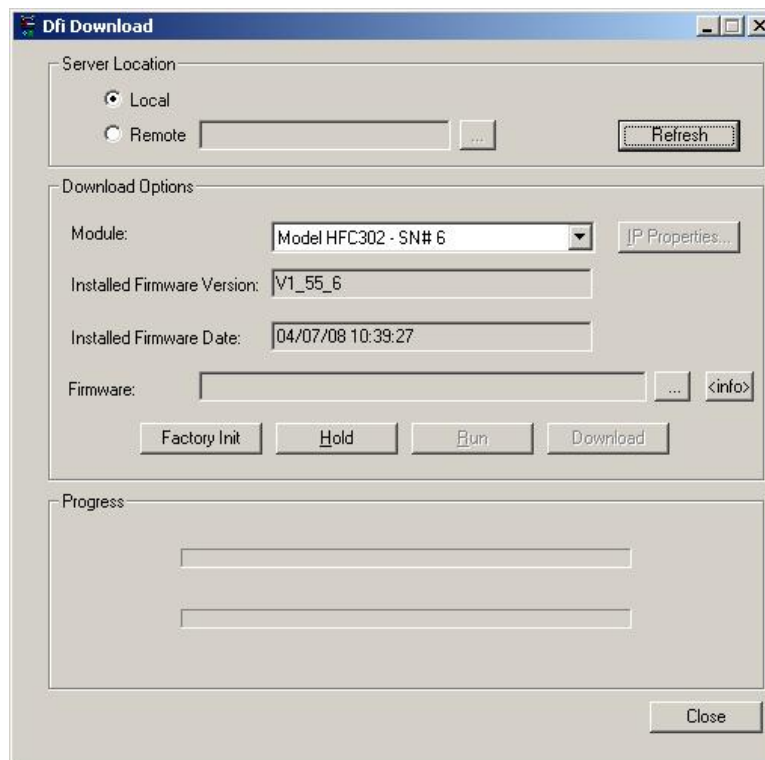 Dfi Download
Server Location
Local
Remote ... Refresh
Download Options
Module: Model HFC302 - SN# 6 IP Properties...
Installed Firmware Version: V1_55_6
Installed Firmware Date: 04/07/08 10:39:27
Firmware: ... <info>
Factory Init Hold Run Download
Progress
Close